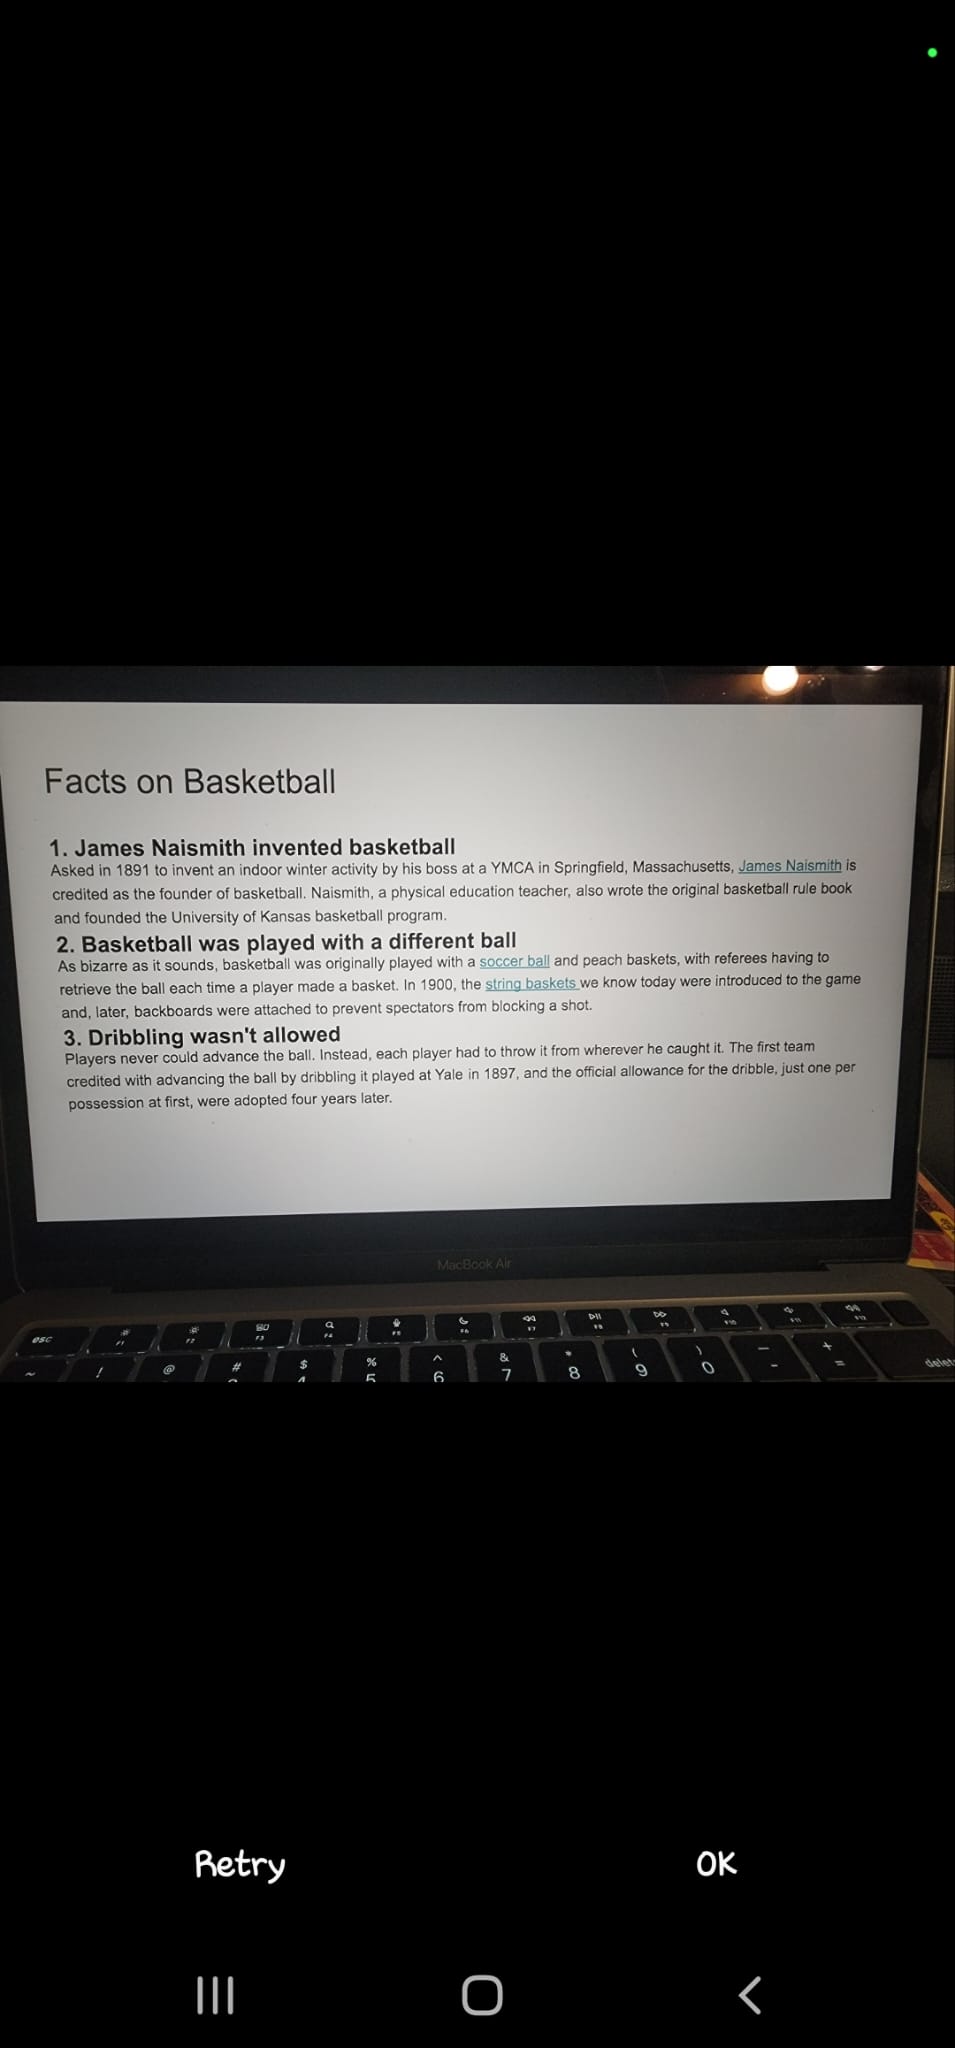 Facts on Basketball
1. James Naismith invented basketball
Asked in 1891 to invent an indoor winter activity by his boss at a YMCA in Springfield, Massachusetts, James Naismith is
credited as the founder of basketball. Naismith, a physical education teacher, also wrote the original basketball rule book
and founded the University of Kansas basketball program.
2. Basketball was played with a different ball
As bizarre as it sounds, basketball was originally played with a soccer ball and peach baskets, with referees having to
retrieve the ball each time a player made a basket. In 1900, the string baskets we know today were introduced to the game
and, later, backboards were attached to prevent spectators from blocking a shot.
3. Dribbling wasn't allowed
Players never could advance the ball. Instead, each player had to throw it from wherever he caught it. The first team
credited with advancing the ball by dribbling it played at Yale in 1897, and the official allowance for the dribble, just one per
possession at first, were adopted four years later.
MacBook Air
esc F1 F2 F3 F4 F5 F6 F7 F8 F9 F10 F11 F12
~ ! @ # $ % ^ & * ( ) — +
5 6 7 8 9 0 - =
Retry OK